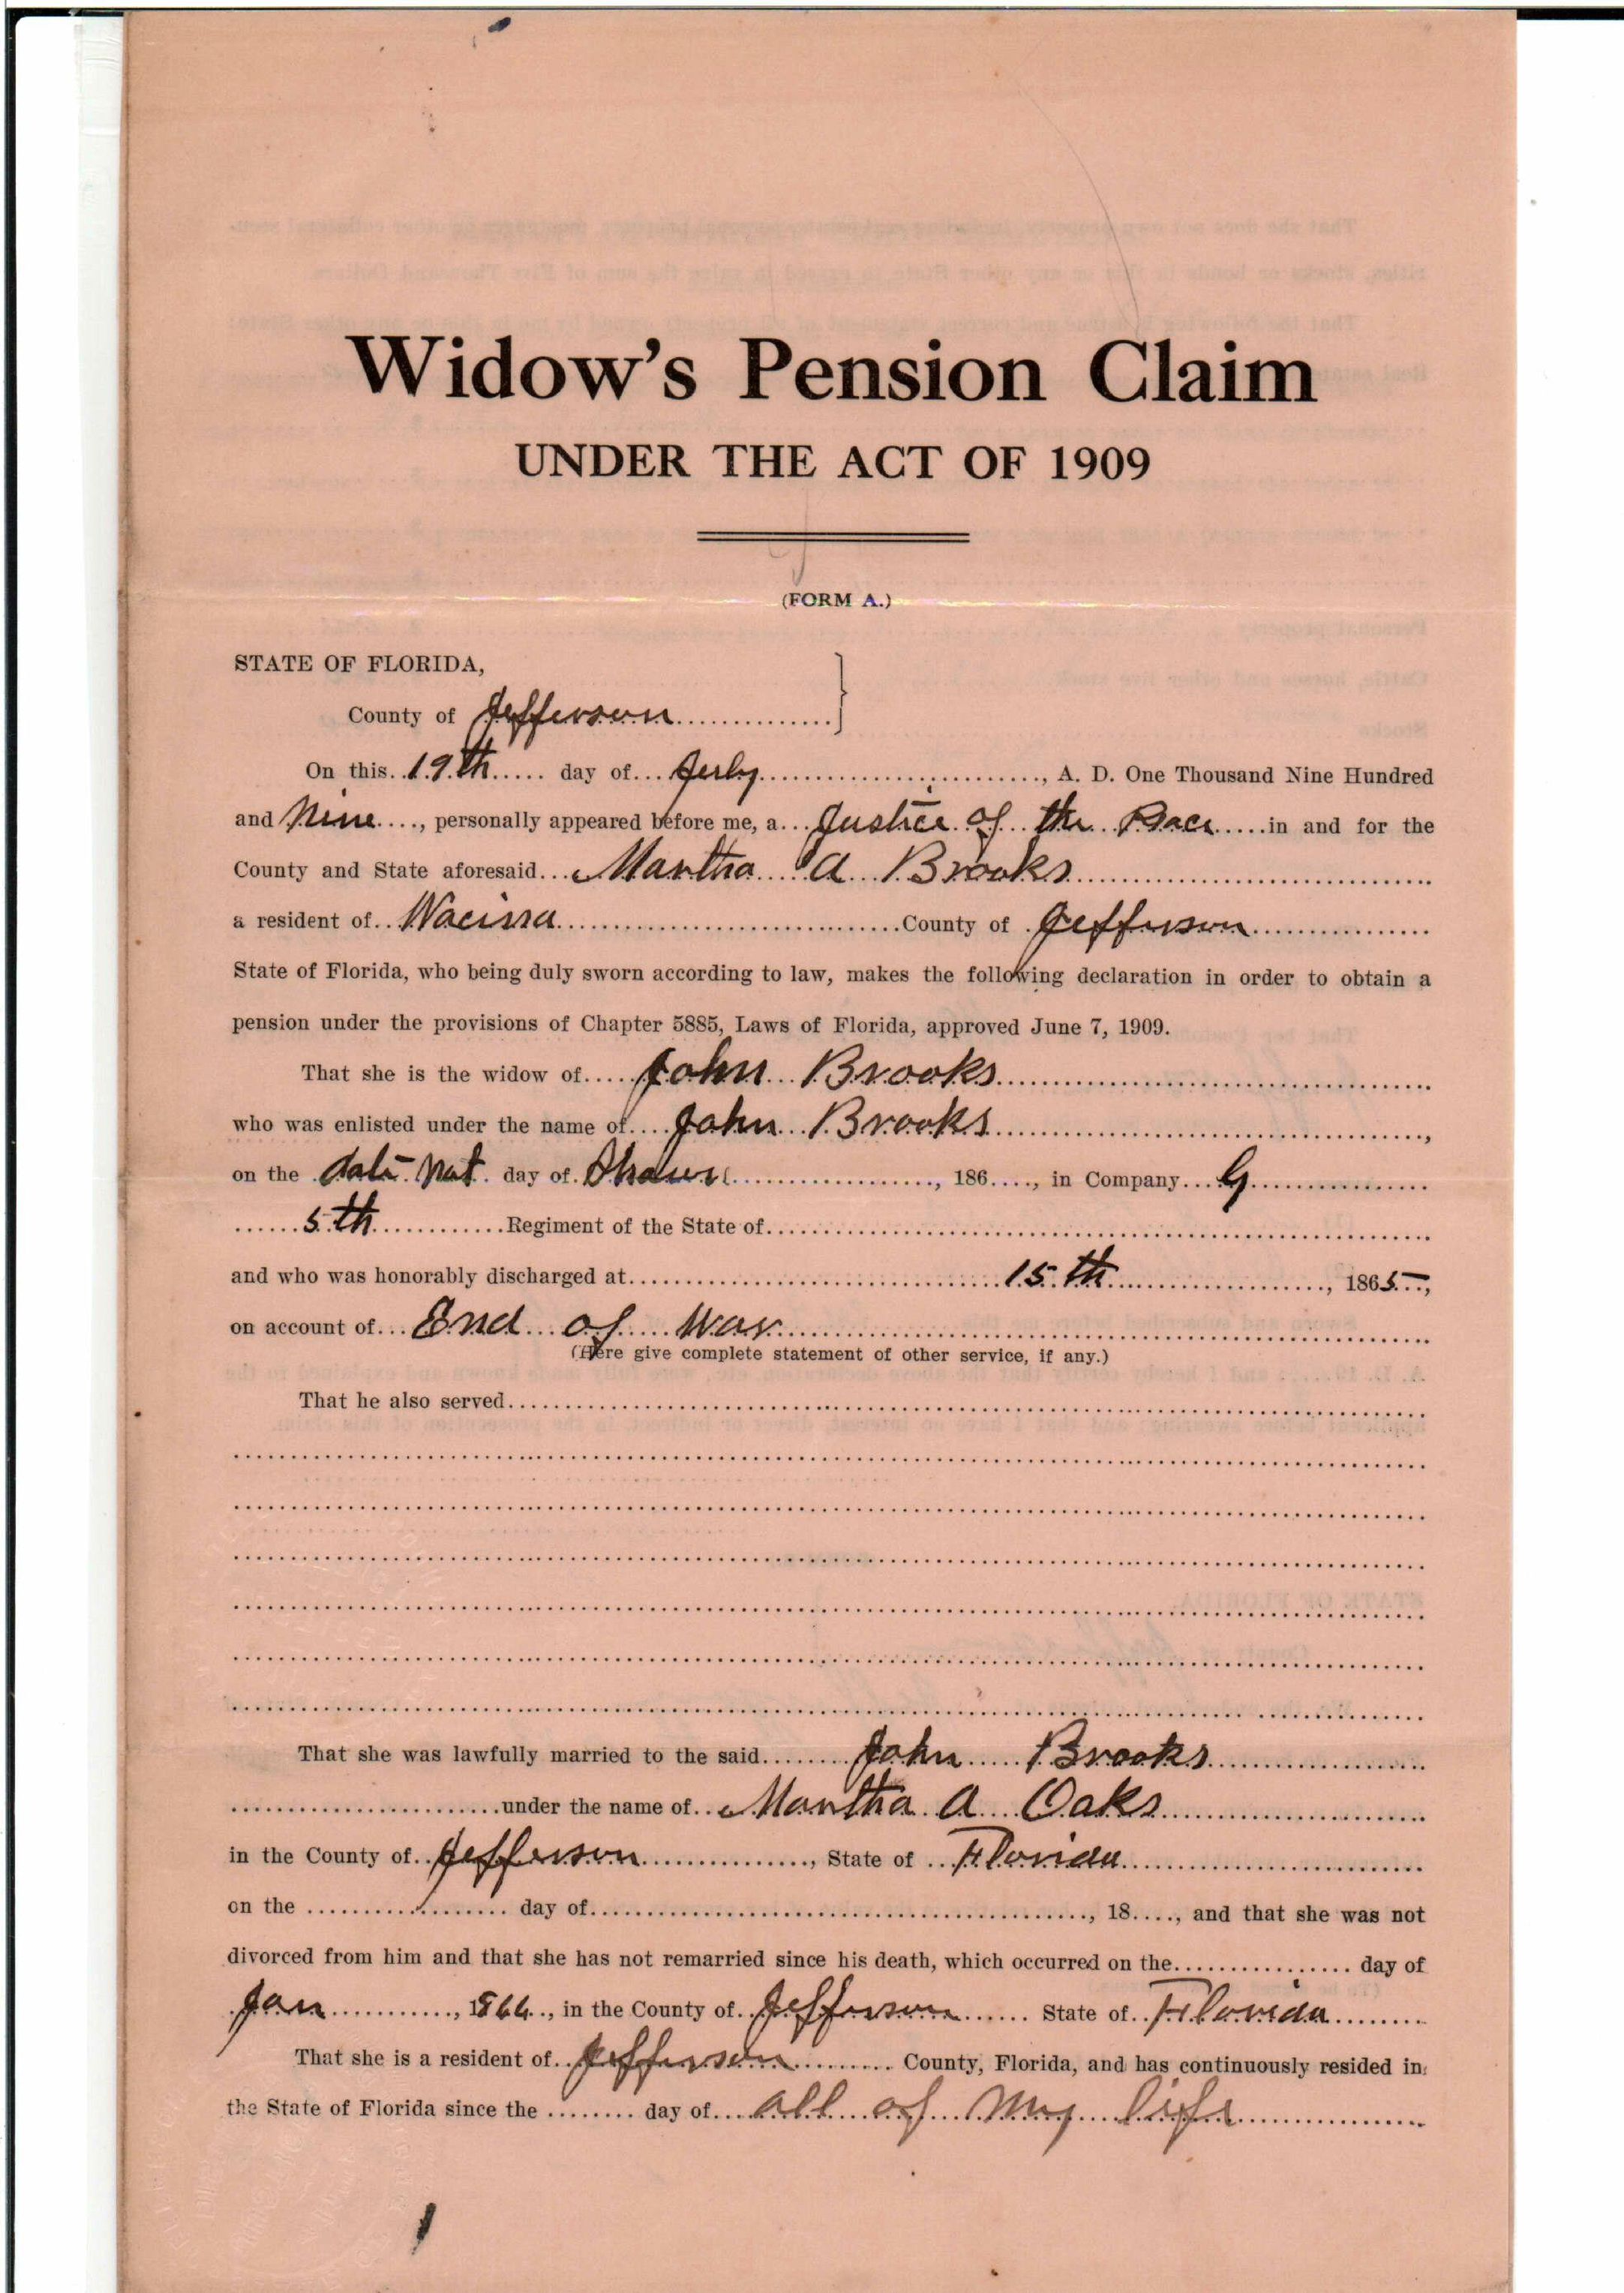 Widow's Pension Claim
UNDER THE ACT OF 1909
(FORM A.)
STATE OF FLORIDA,
County of Jefferson
On this 19th day of July, A. D. One Thousand Nine Hundred
and Nine, personally appeared before me, a Justice of the Peace in and for the
County and State aforesaid Martha A Brooks
a resident of Wacissa County of Jefferson
State of Florida, who being duly sworn according to law, makes the following declaration in order to obtain a
pension under the provisions of Chapter 5885, Laws of Florida, approved June 7, 1909.
That she is the widow of John Brooks
who was enlisted under the name of John Brooks,
on the date not day of Shown, 186...., in Company G
5th Regiment of the State of
and who was honorably discharged at 15th, 1865,
on account of End of War
(Here give complete statement of other service, if any.)
That he also served
That she was lawfully married to the said John Brooks
under the name of Martha A Oaks
in the County of Jefferson, State of Florida
on the day of, 18...., and that she was not
divorced from him and that she has not remarried since his death, which occurred on the day of
Jan, 1866, in the County of Jefferson State of Florida
That she is a resident of Jefferson County, Florida, and has continuously resided in
the State of Florida since the day of all of my life